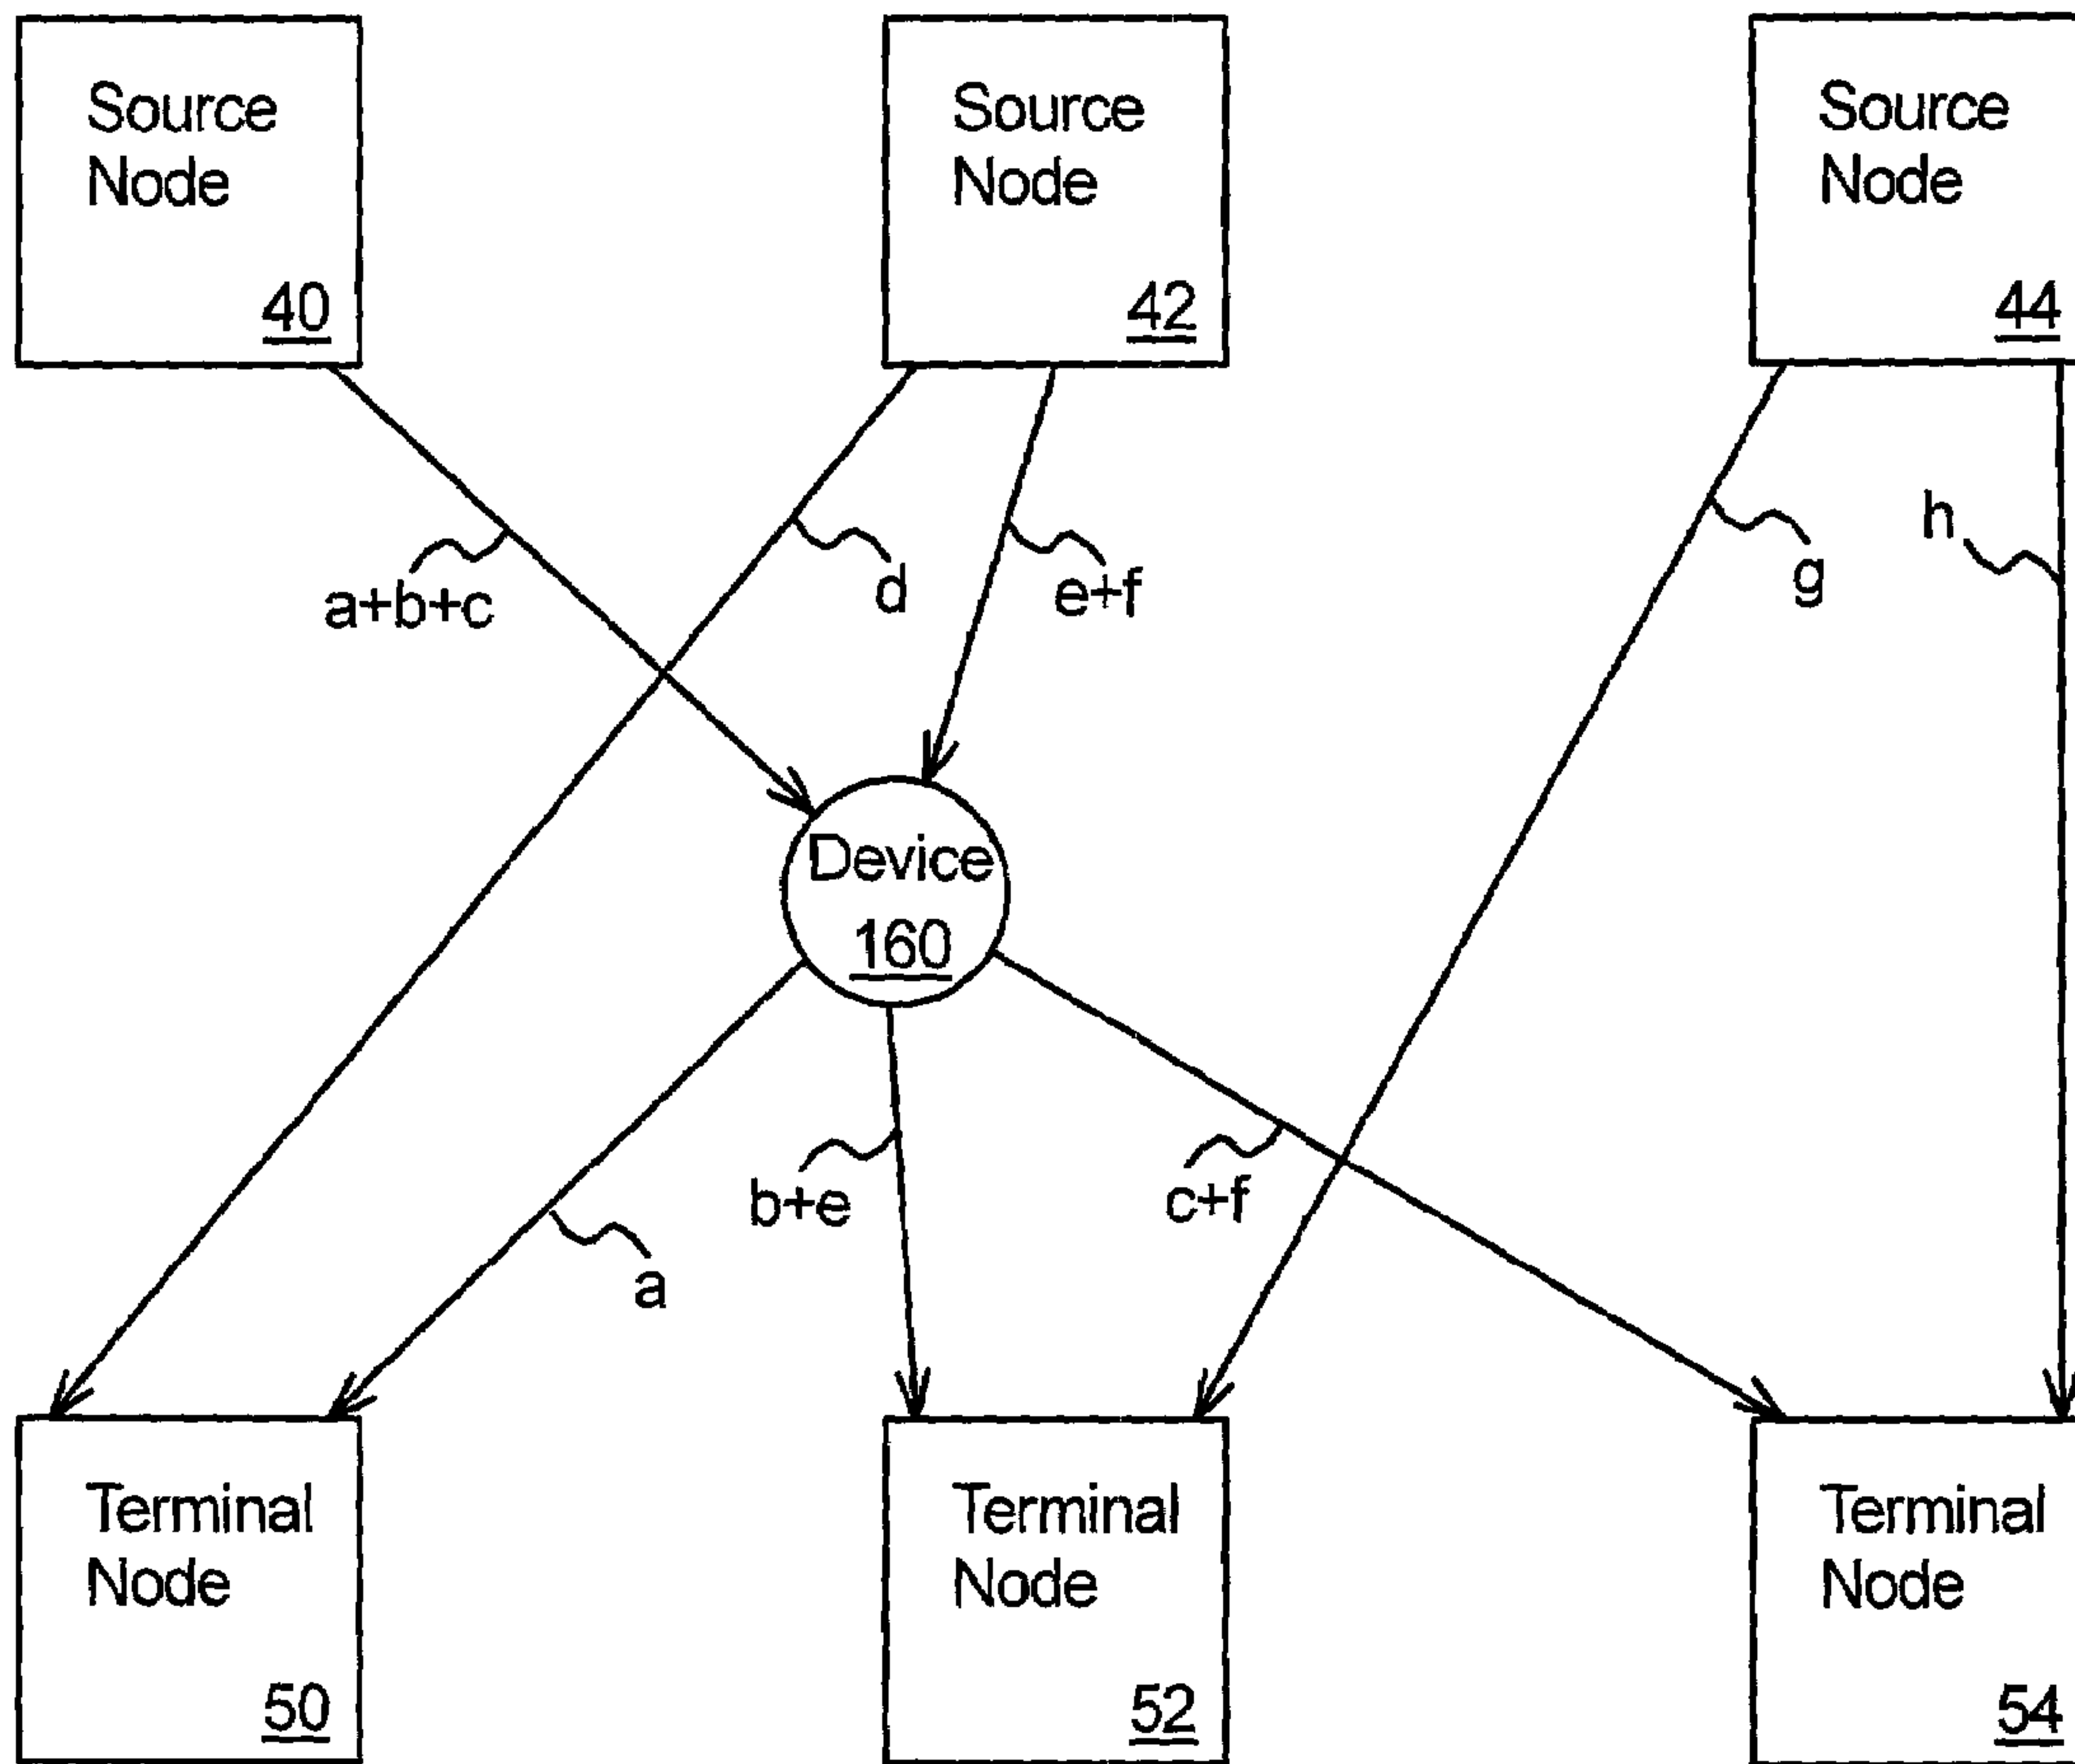 Source
Node
40
Source
Node
42
Source
Node
44
a+b+c
d
e+f
g
h
Device
160
a
b+e
c+f
Terminal
Node
50
Terminal
Node
52
Terminal
Node
54